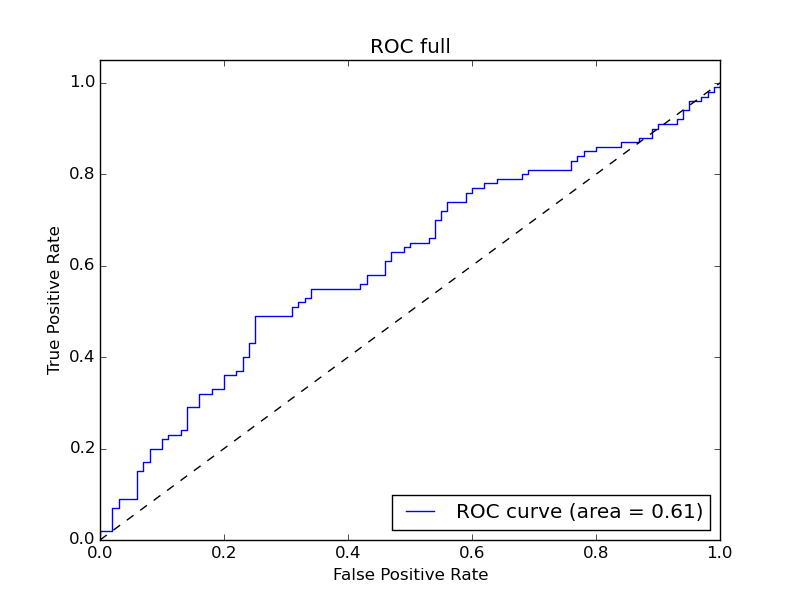 ROC full
True Positive Rate
1.0
0.8
0.6
0.4
0.2
0.0
ROC curve (area = 0.61)
0.0 0.2 0.4 0.6 0.8 1.0
False Positive Rate